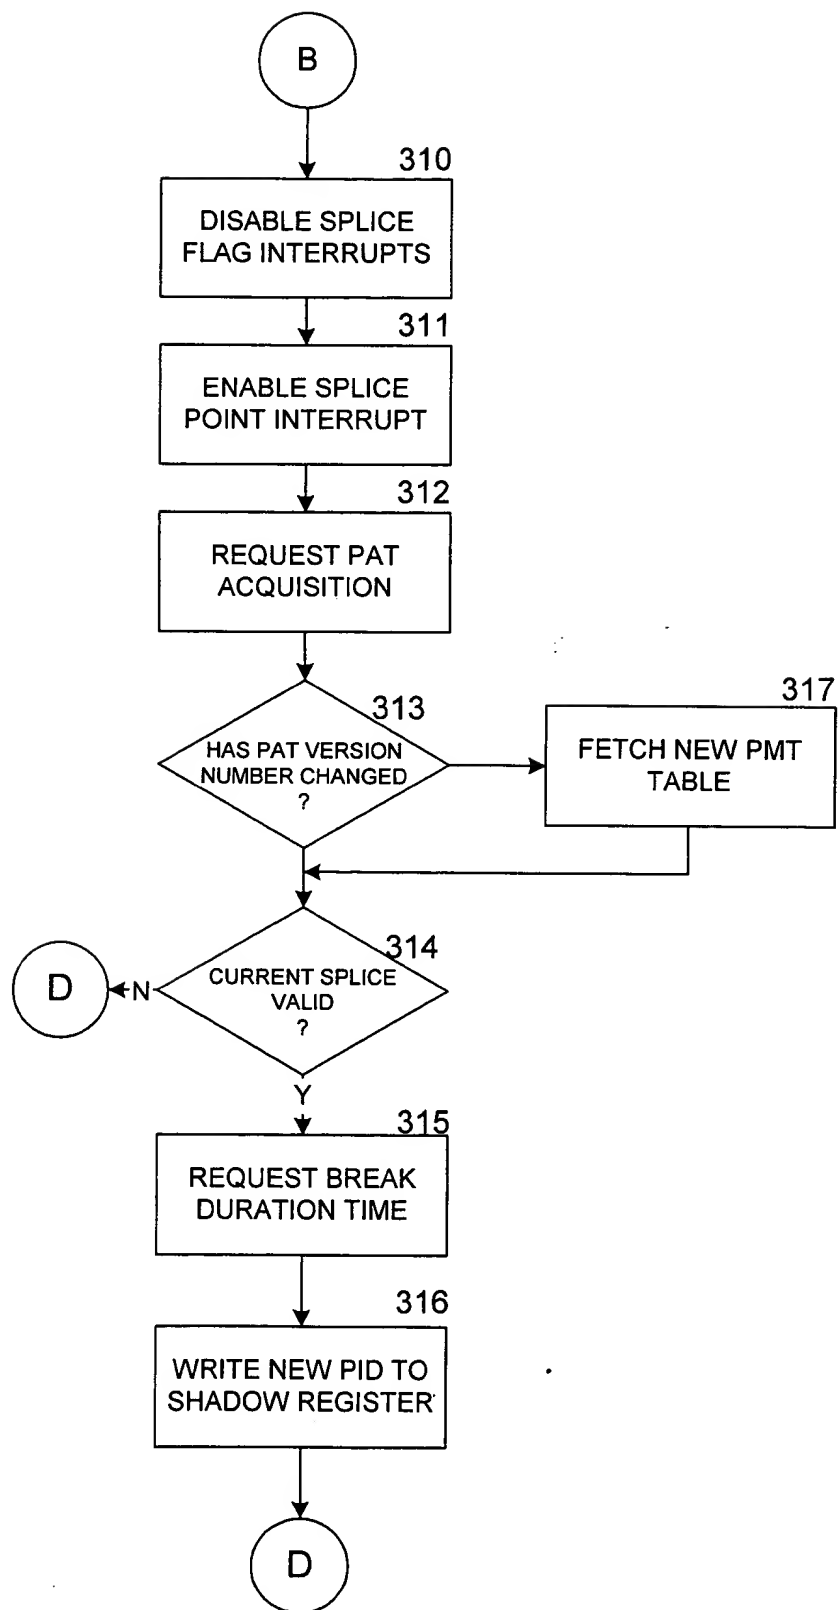 B
310
DISABLE SPLICE
FLAG INTERRUPTS
311
ENABLE SPLICE
POINT INTERRUPT
312
REQUEST PAT
ACQUISITION
313
HAS PAT VERSION
NUMBER CHANGED
?
317
FETCH NEW PMT
TABLE
314
CURRENT SPLICE
VALID
?
D
N
Y
315
REQUEST BREAK
DURATION TIME
316
WRITE NEW PID TO
SHADOW REGISTER
D